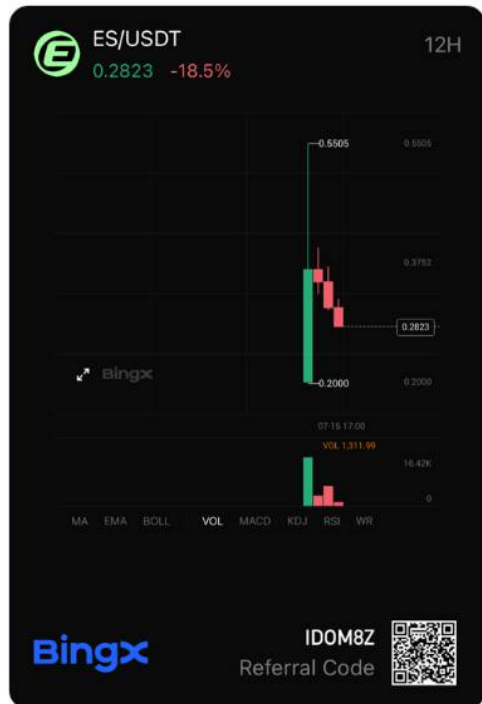 ES/USDT
12H
0.2823 -18.5%
0.5505
0.5505
0.3752
0.2823
BingX
0.2000
0.2000
07-16 17:00
VOL 1,311.99
16.42K
0
MA EMA BOLL VOL MACD KDJ RSI WR
BingX
IDOM8Z
Referral Code